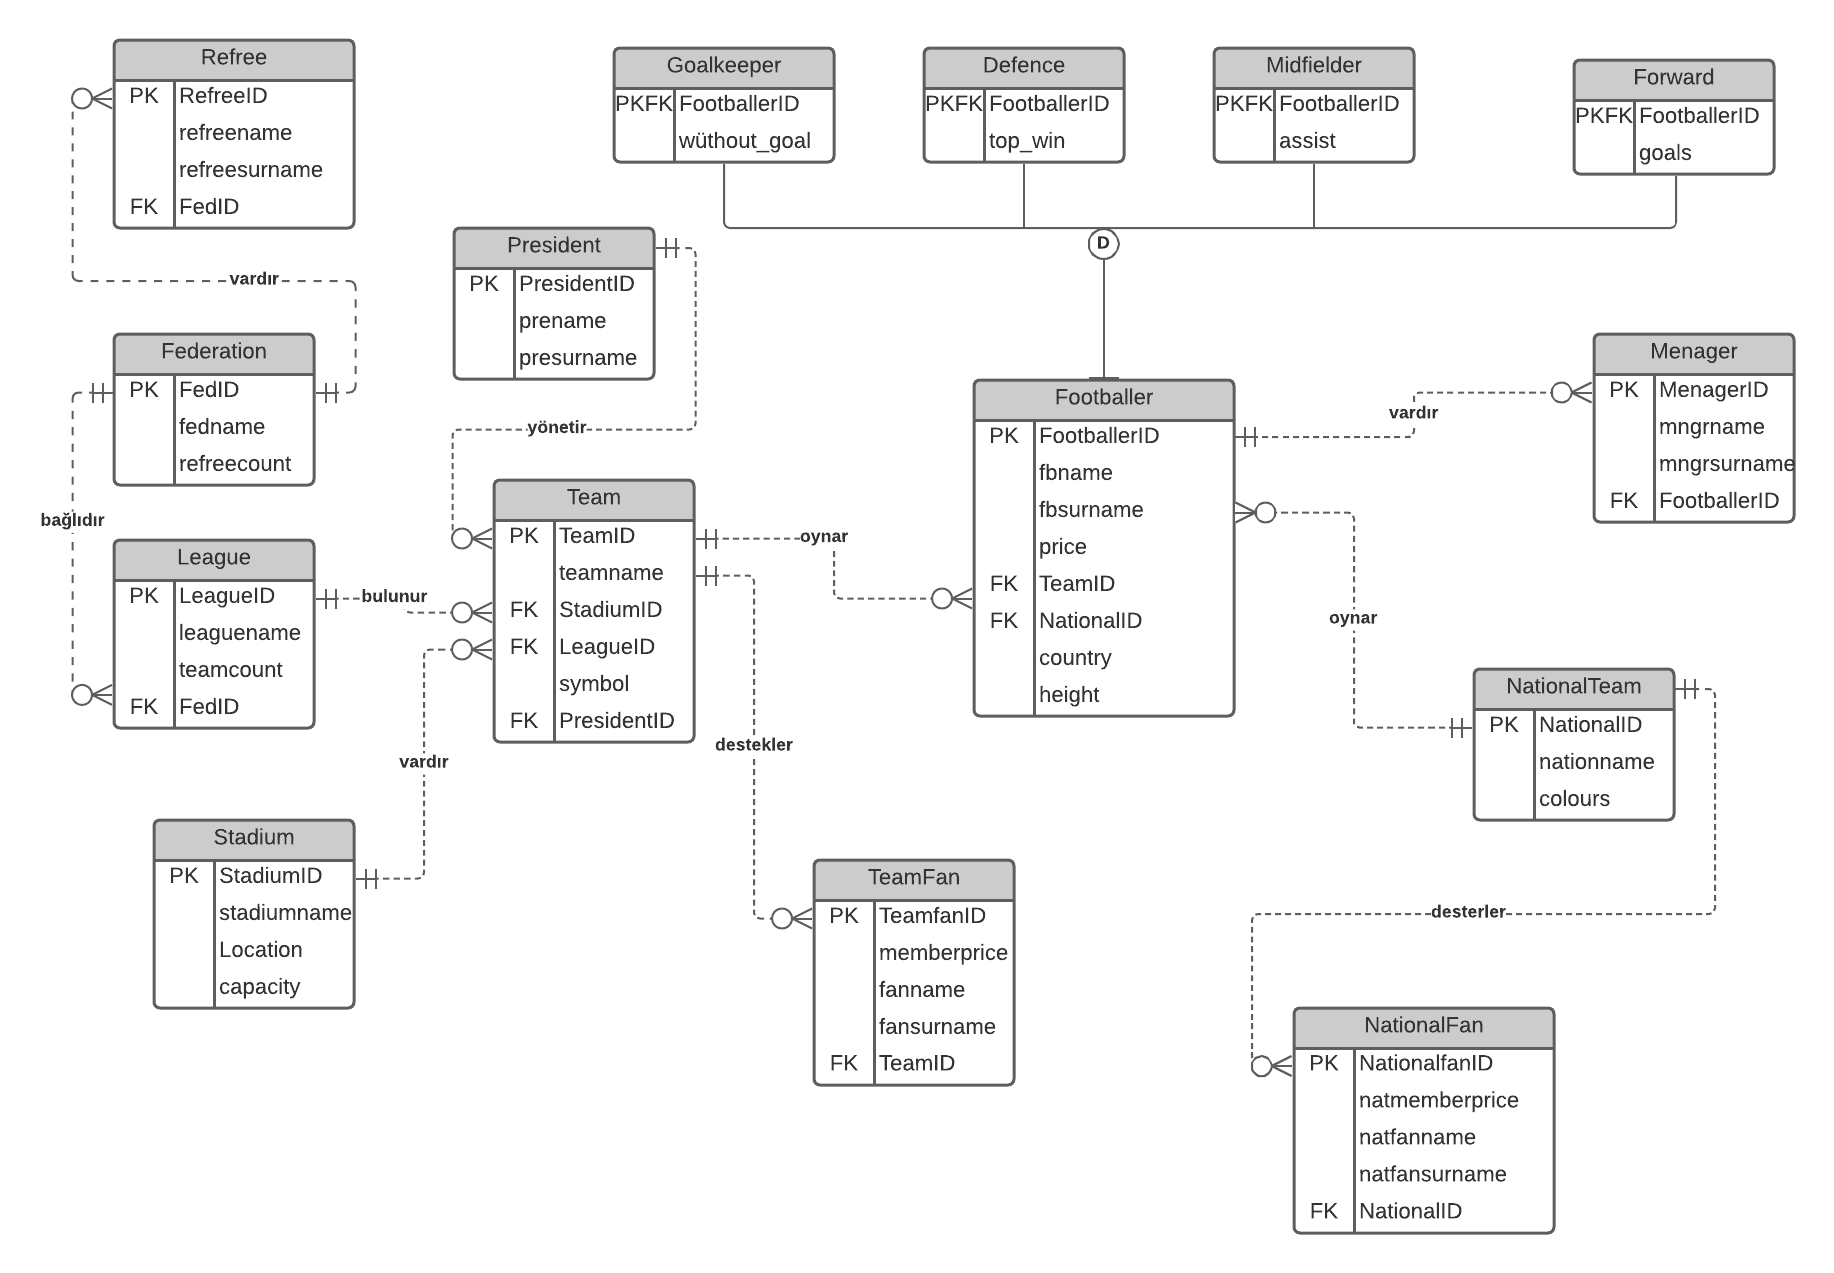 Refree
PK RefreeID
refreename
refreesurname
FK FedID
Goalkeeper
PKFK FootballerID
wüthout_goal
Defence
PKFK FootballerID
top_win
Midfielder
PKFK FootballerID
assist
Forward
PKFK FootballerID
goals
D
President
PK PresidentID
prename
presurname
vardır
Federation
PK FedID
fedname
refreecount
yönetir
bağlıdır
League
PK LeagueID
leaguename
teamcount
FK FedID
bulunur
Team
PK TeamID
teamname
FK StadiumID
FK LeagueID
symbol
FK PresidentID
oynar
Footballer
PK FootballerID
fbname
fbsurname
price
FK TeamID
FK NationalID
country
height
vardır
Menager
PK MenagerID
mngrname
mngrsurname
FK FootballerID
oynar
NationalTeam
PK NationalID
nationname
colours
vardır
destekler
Stadium
PK StadiumID
stadiumname
Location
capacity
TeamFan
PK TeamfanID
memberprice
fanname
fansurname
FK TeamID
desterler
NationalFan
PK NationalfanID
natmemberprice
natfanname
natfansurname
FK NationalID